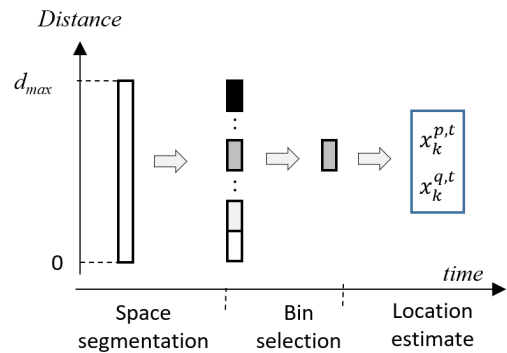 Distance
d_max
x_k^{p,t}
x_k^{q,t}
0
time
Space segmentation
Bin selection
Location estimate